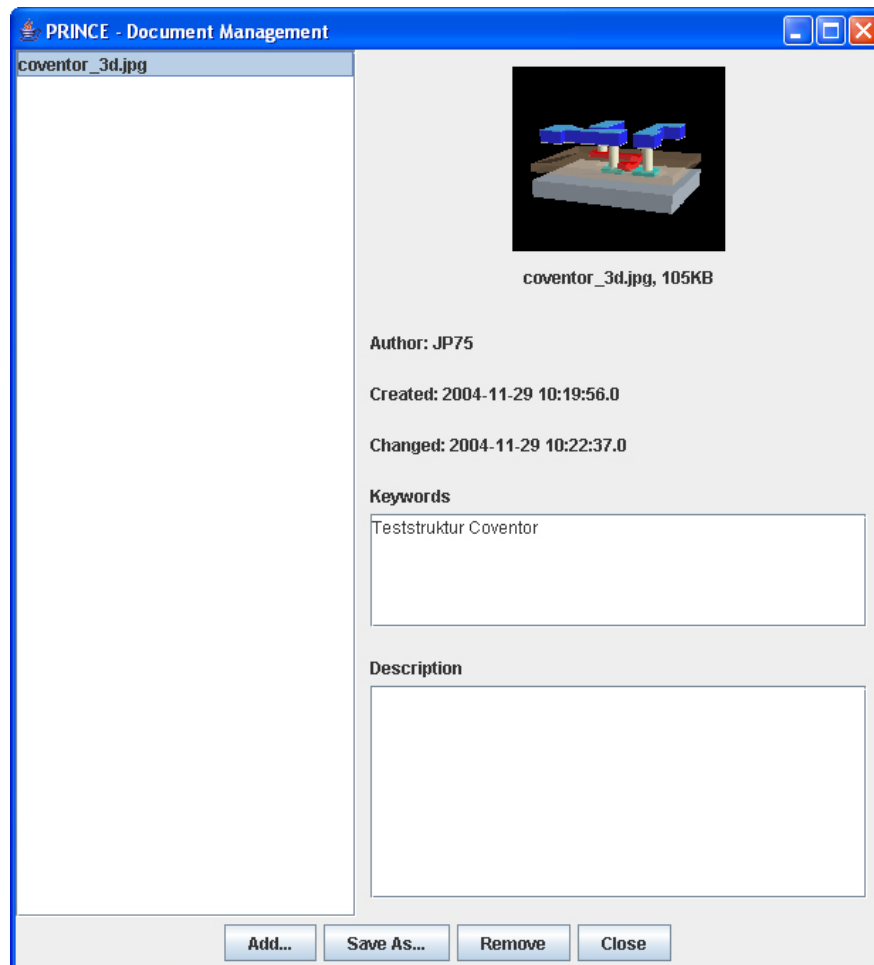 PRINCE - Document Management
coventor_3d.jpg
coventor_3d.jpg, 105KB
Author: JP75
Created: 2004-11-29 10:19:56.0
Changed: 2004-11-29 10:22:37.0
Keywords
Teststruktur Coventor
Description
Add... Save As... Remove Close